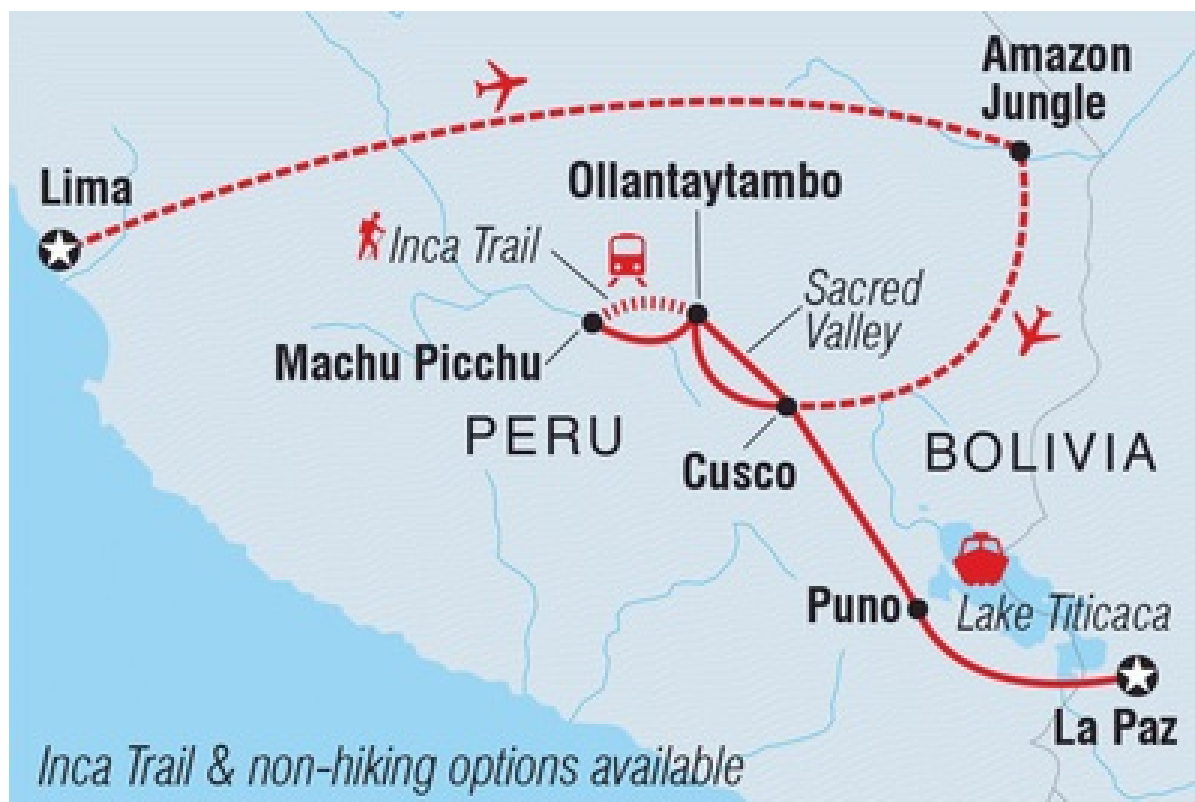 Amazon
Jungle
Lima
Ollantaytambo
Inca Trail
Sacred
Valley
Machu Picchu
PERU
BOLIVIA
Cusco
Puno
Lake Titicaca
La Paz
Inca Trail & non-hiking options available